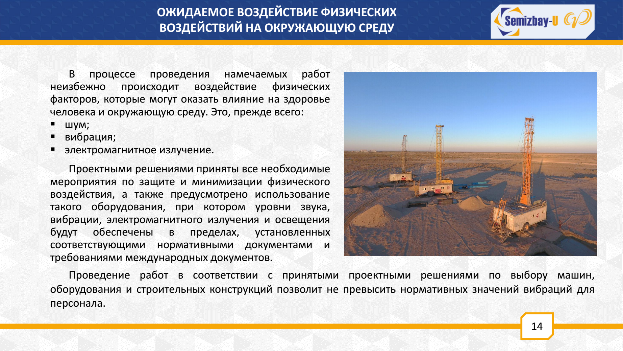 ОЖИДАЕМОЕ ВОЗДЕЙСТВИЕ ФИЗИЧЕСКИХ
ВОЗДЕЙСТВИЙ НА ОКРУЖАЮЩУЮ СРЕДУ
Semizbay-U
В процессе проведения намечаемых работ
неизбежно происходит воздействие физических
факторов, которые могут оказать влияние на здоровье
человека и окружающую среду. Это, прежде всего:
▪ шум;
▪ вибрация;
▪ электромагнитное излучение.
Проектными решениями приняты все необходимые
мероприятия по защите и минимизации физического
воздействия, а также предусмотрено использование
такого оборудования, при котором уровни звука,
вибрации, электромагнитного излучения и освещения
будут обеспечены в пределах, установленных
соответствующими нормативными документами и
требованиями международных документов.
Проведение работ в соответствии с принятыми проектными решениями по выбору машин,
оборудования и строительных конструкций позволит не превысить нормативных значений вибраций для
персонала.
14